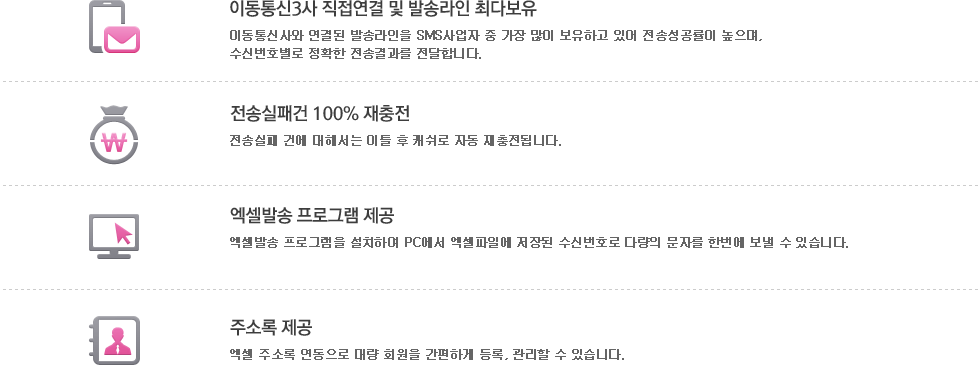 이동통신3사 직접연결 및 발송라인 최다보유
이동통신사와 연결된 발송라인을 SMS사업자 중 가장 많이 보유하고 있어 전송성공률이 높으며,
수신번호별로 정확한 전송결과를 전달합니다.
전송실패건 100% 재충전
전송실패 건에 대해서는 이틀 후 캐쉬로 자동 재충전됩니다.
엑셀발송 프로그램 제공
엑셀발송 프로그램을 설치하여 PC에서 엑셀파일에 저장된 수신번호로 다량의 문자를 한번에 보낼 수 있습니다.
주소록 제공
엑셀 주소록 연동으로 대량 회원을 간편하게 등록, 관리할 수 있습니다.